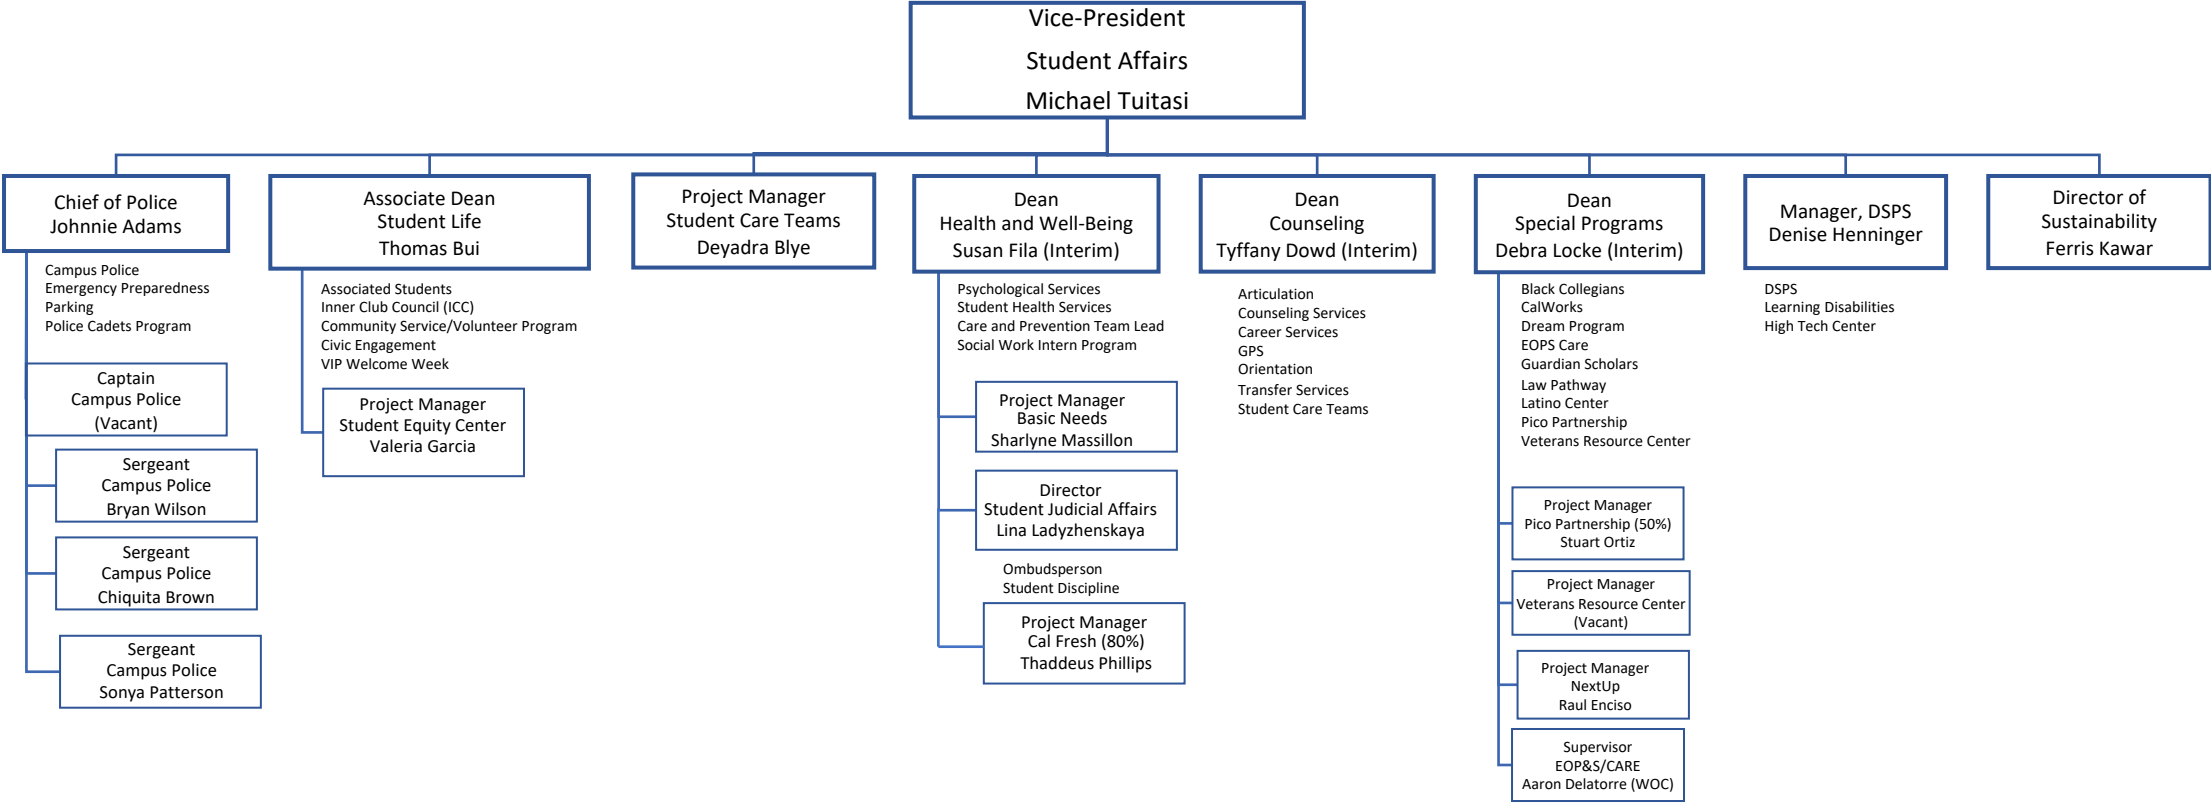 Vice-President
Student Affairs
Michael Tuitasi
Chief of Police
Johnnie Adams
Campus Police
Emergency Preparedness
Parking
Police Cadets Program
Captain
Campus Police
(Vacant)
Sergeant
Campus Police
Bryan Wilson
Sergeant
Campus Police
Chiquita Brown
Sergeant
Campus Police
Sonya Patterson
Associate Dean
Student Life
Thomas Bui
Associated Students
Inner Club Council (ICC)
Community Service/Volunteer Program
Civic Engagement
VIP Welcome Week
Project Manager
Student Equity Center
Valeria Garcia
Project Manager
Student Care Teams
Deyadra Blye
Dean
Health and Well-Being
Susan Fila (Interim)
Psychological Services
Student Health Services
Care and Prevention Team Lead
Social Work Intern Program
Project Manager
Basic Needs
Sharlyne Massillon
Director
Student Judicial Affairs
Lina Ladyzhenskaya
Ombudsperson
Student Discipline
Project Manager
Cal Fresh (80%)
Thaddeus Phillips
Dean
Counseling
Tyffany Dowd (Interim)
Articulation
Counseling Services
Career Services
GPS
Orientation
Transfer Services
Student Care Teams
Dean
Special Programs
Debra Locke (Interim)
Black Collegians
CalWorks
Dream Program
EOPS Care
Guardian Scholars
Law Pathway
Latino Center
Pico Partnership
Veterans Resource Center
Project Manager
Pico Partnership (50%)
Stuart Ortiz
Project Manager
Veterans Resource Center
(Vacant)
Project Manager
NextUp
Raul Enciso
Supervisor
EOP&S/CARE
Aaron Delatorre (WOC)
Manager, DSPS
Denise Henninger
DSPS
Learning Disabilities
High Tech Center
Director of
Sustainability
Ferris Kawar